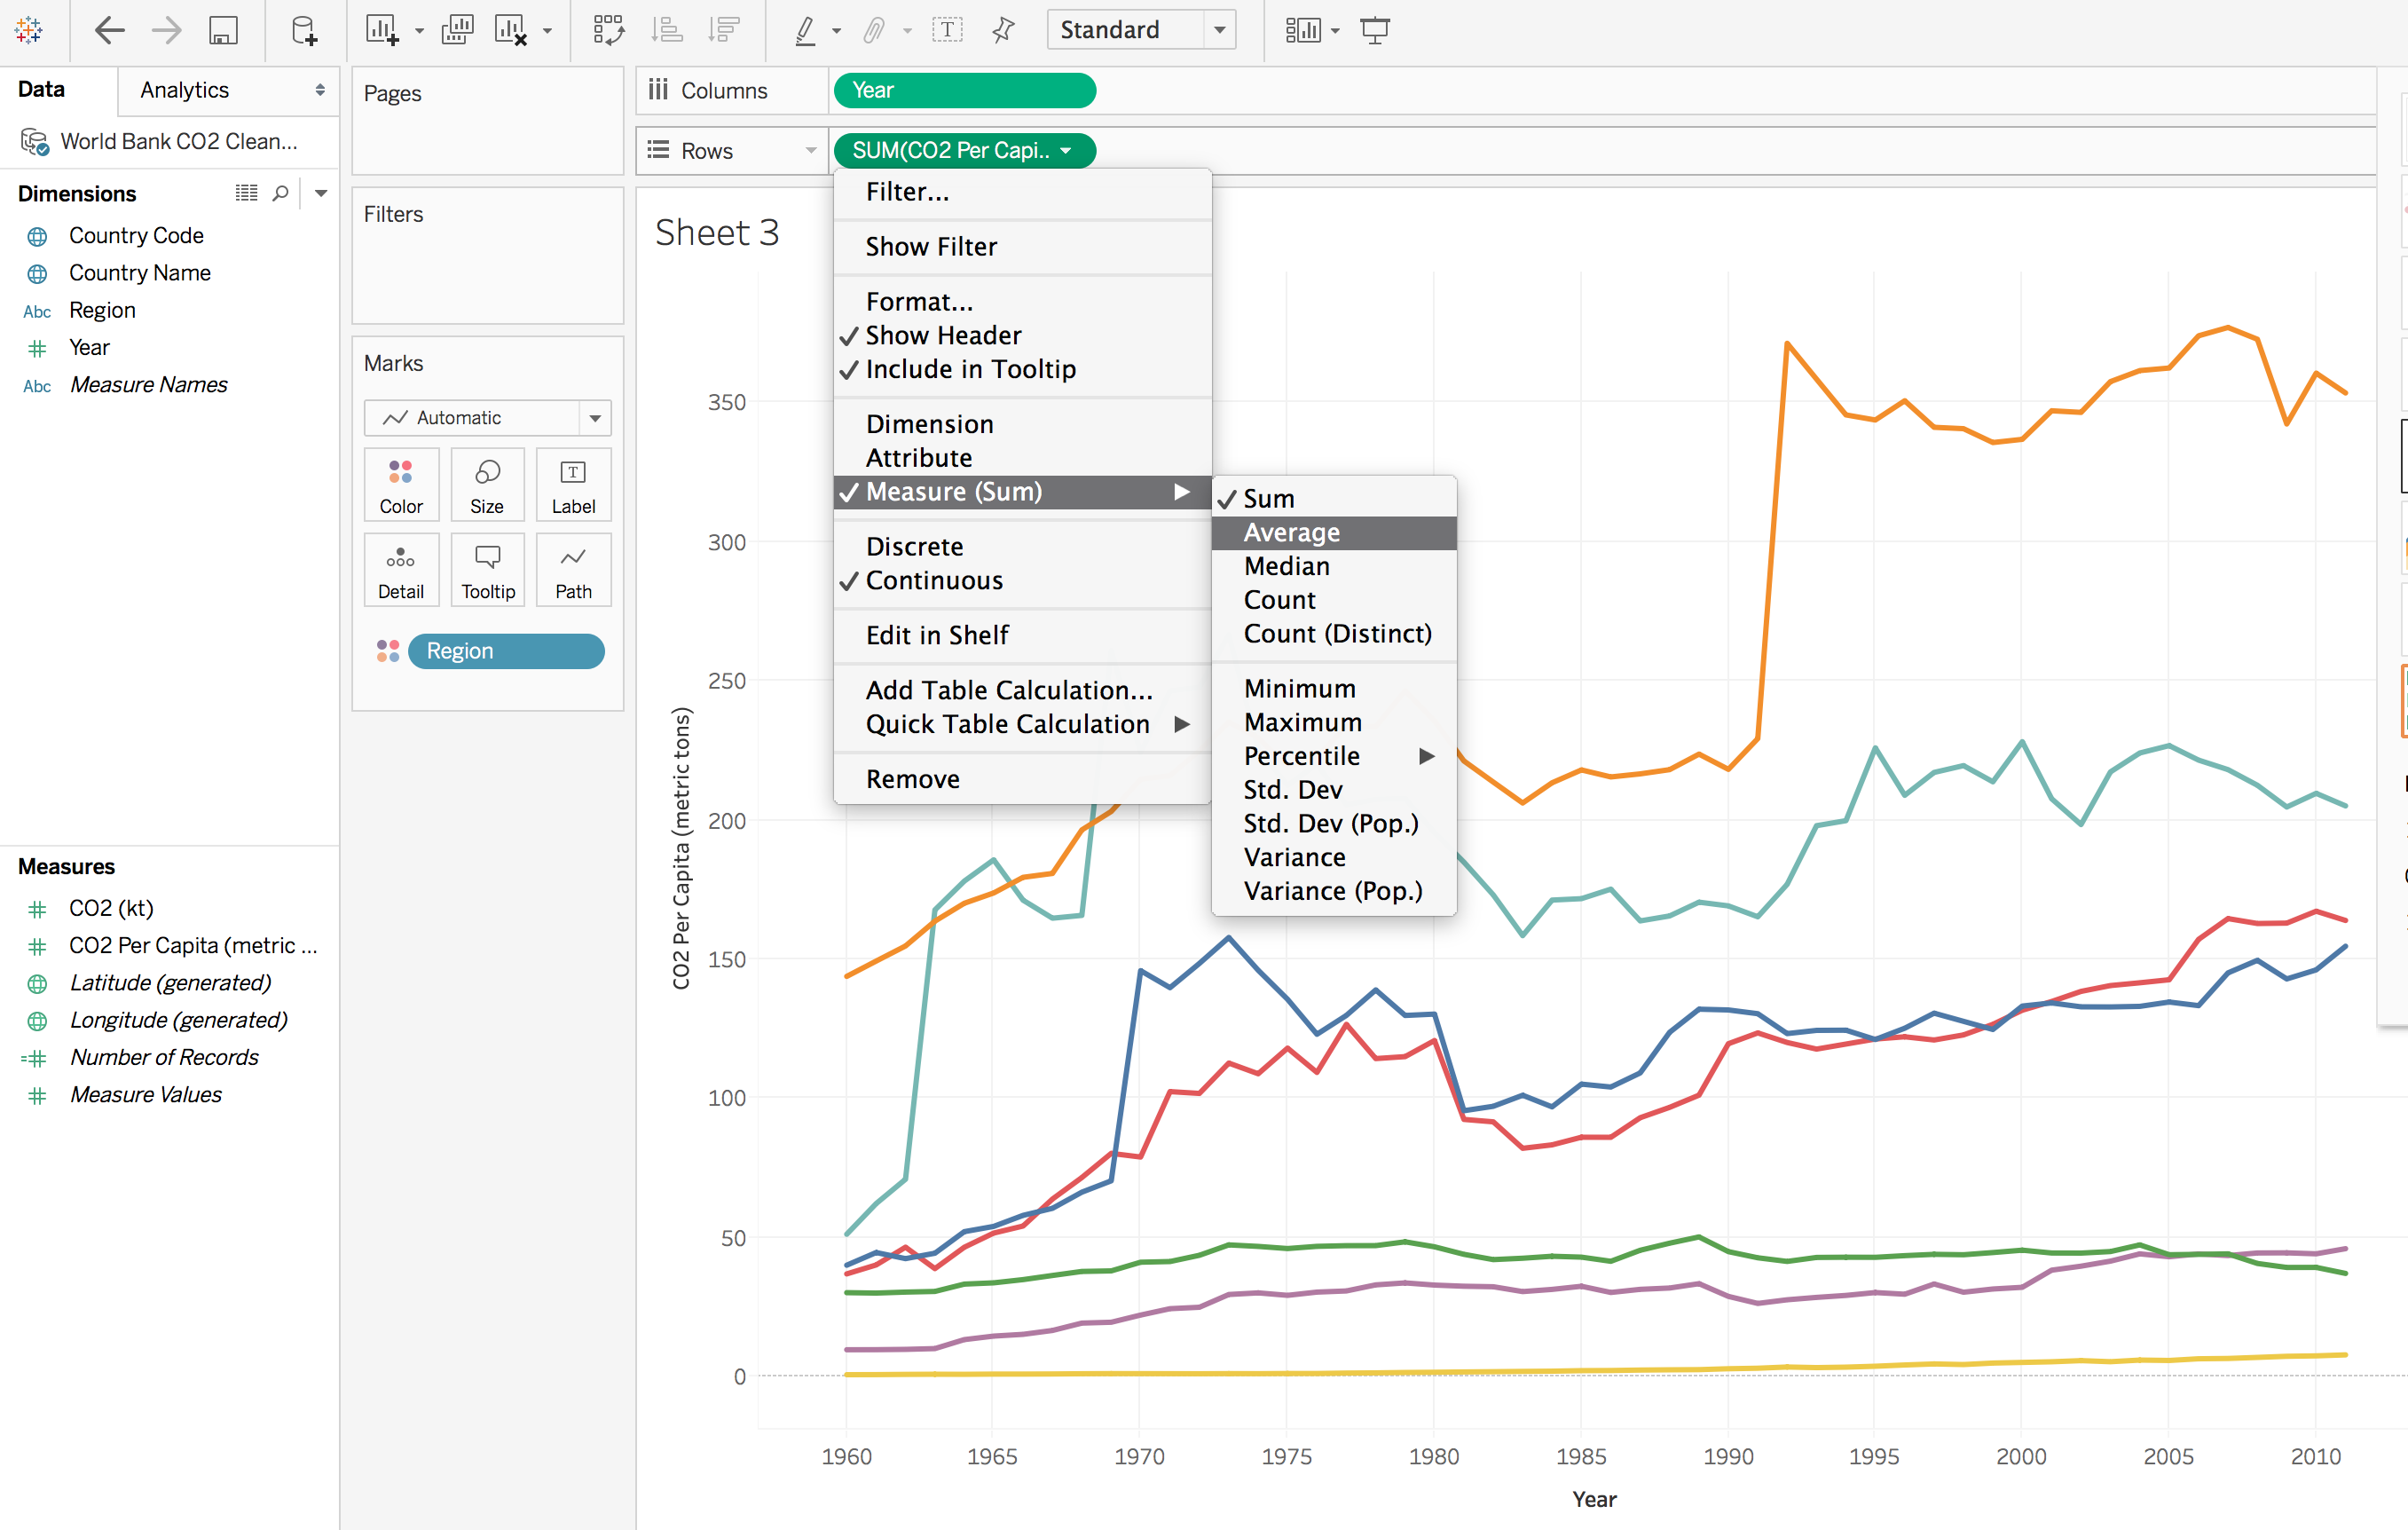 Standard
Data
Analytics
World Bank CO2 Clean...
Dimensions
Country Code
Country Name
Abc Region
Year
Abc Measure Names
Measures
CO2 (kt)
CO2 Per Capita (metric ...
Latitude (generated)
Longitude (generated)
Number of Records
Measure Values
Pages
Filters
Marks
Automatic
Color
Size
T
Label
Detail
Tooltip
Path
Region
Columns
Year
Rows
SUM(CO2 Per Capi..
Sheet 3
Filter...
Show Filter
Format...
Show Header
Include in Tooltip
Dimension
Attribute
Measure (Sum)
Discrete
Continuous
Edit in Shelf
Add Table Calculation...
Quick Table Calculation
Remove
Sum
Average
Median
Count
Count (Distinct)
Minimum
Maximum
Percentile
Std. Dev
Std. Dev (Pop.)
Variance
Variance (Pop.)
CO2 Per Capita (metric tons)
350
300
250
200
150
100
50
0
1960 1965 1970 1975 1980 1985 1990 1995 2000 2005 2010
Year